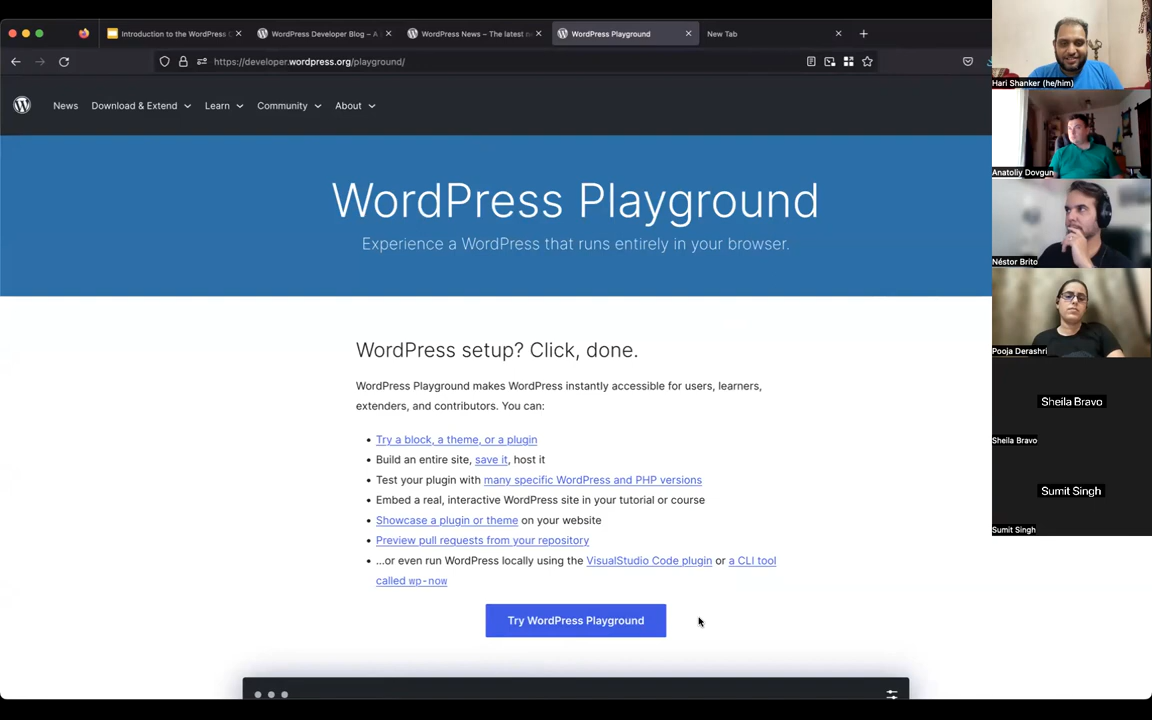 Introduction to the WordPress
WordPress Developer Blog – A
WordPress News – The latest n
WordPress Playground
New Tab
https://developer.wordpress.org/playground/
News
Download & Extend
Learn
Community
About
WordPress Playground
Experience a WordPress that runs entirely in your browser.
WordPress setup? Click, done.
WordPress Playground makes WordPress instantly accessible for users, learners,
extenders, and contributors. You can:
Try a block, a theme, or a plugin
Build an entire site, save it, host it
Test your plugin with many specific WordPress and PHP versions
Embed a real, interactive WordPress site in your tutorial or course
Showcase a plugin or theme on your website
Preview pull requests from your repository
...or even run WordPress locally using the VisualStudio Code plugin or a CLI tool
called wp-now
Try WordPress Playground
Hari Shanker (he/him)
Anatoliy Dovgun
Néstor Brito
Pooja Derashri
Sheila Bravo
Sheila Bravo
Sumit Singh
Sumit Singh